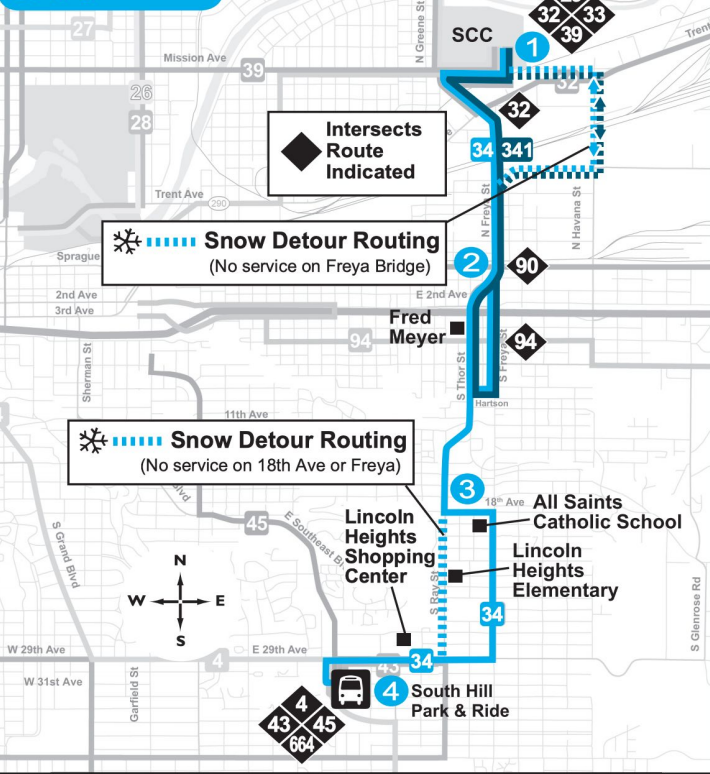 27
N Greene St
SCC
32
33
39
1
Trent
Mission Ave
39
32
26
28
32
Intersects
Route
Indicated
34
341
Trent Ave
290
N Freya St
N Havana St
Snow Detour Routing
(No service on Freya Bridge)
Sprague
2
90
2nd Ave
E 2nd Ave
3rd Ave
Fred
Meyer
94
94
Sherman St
S Thor St
S Freya St
Hartson
11th Ave
Snow Detour Routing
(No service on 18th Ave or Freya)
3
18th Ave
All Saints
Catholic School
45
E Southeast Bl
Lincoln
Heights
Shopping
Center
Lincoln
Heights
Elementary
S Grand Blvd
N
W
E
S
S Ray St
34
S Glenrose Rd
W 29th Ave
4
E 29th Ave
43
34
W 31st Ave
Garfield St
4
South Hill
Park & Ride
4
43
45
664